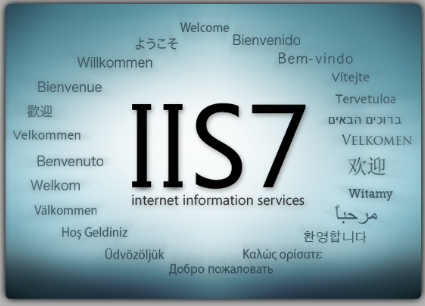 Welcome
Bienvenido
Bem-vindo
Vítejte
Tervetuloa
ברוכים הבאים
VELKOMEN
欢迎
Witamy
مرحباً
환영합니다
Καλώς ορίσατε
Добро пожаловать
Üdvözöljük
Hoş Geldiniz
Välkommen
Welkom
Benvenuto
Velkommen
歡迎
Bienvenue
Willkommen
ようこそ
IIS7
internet information services